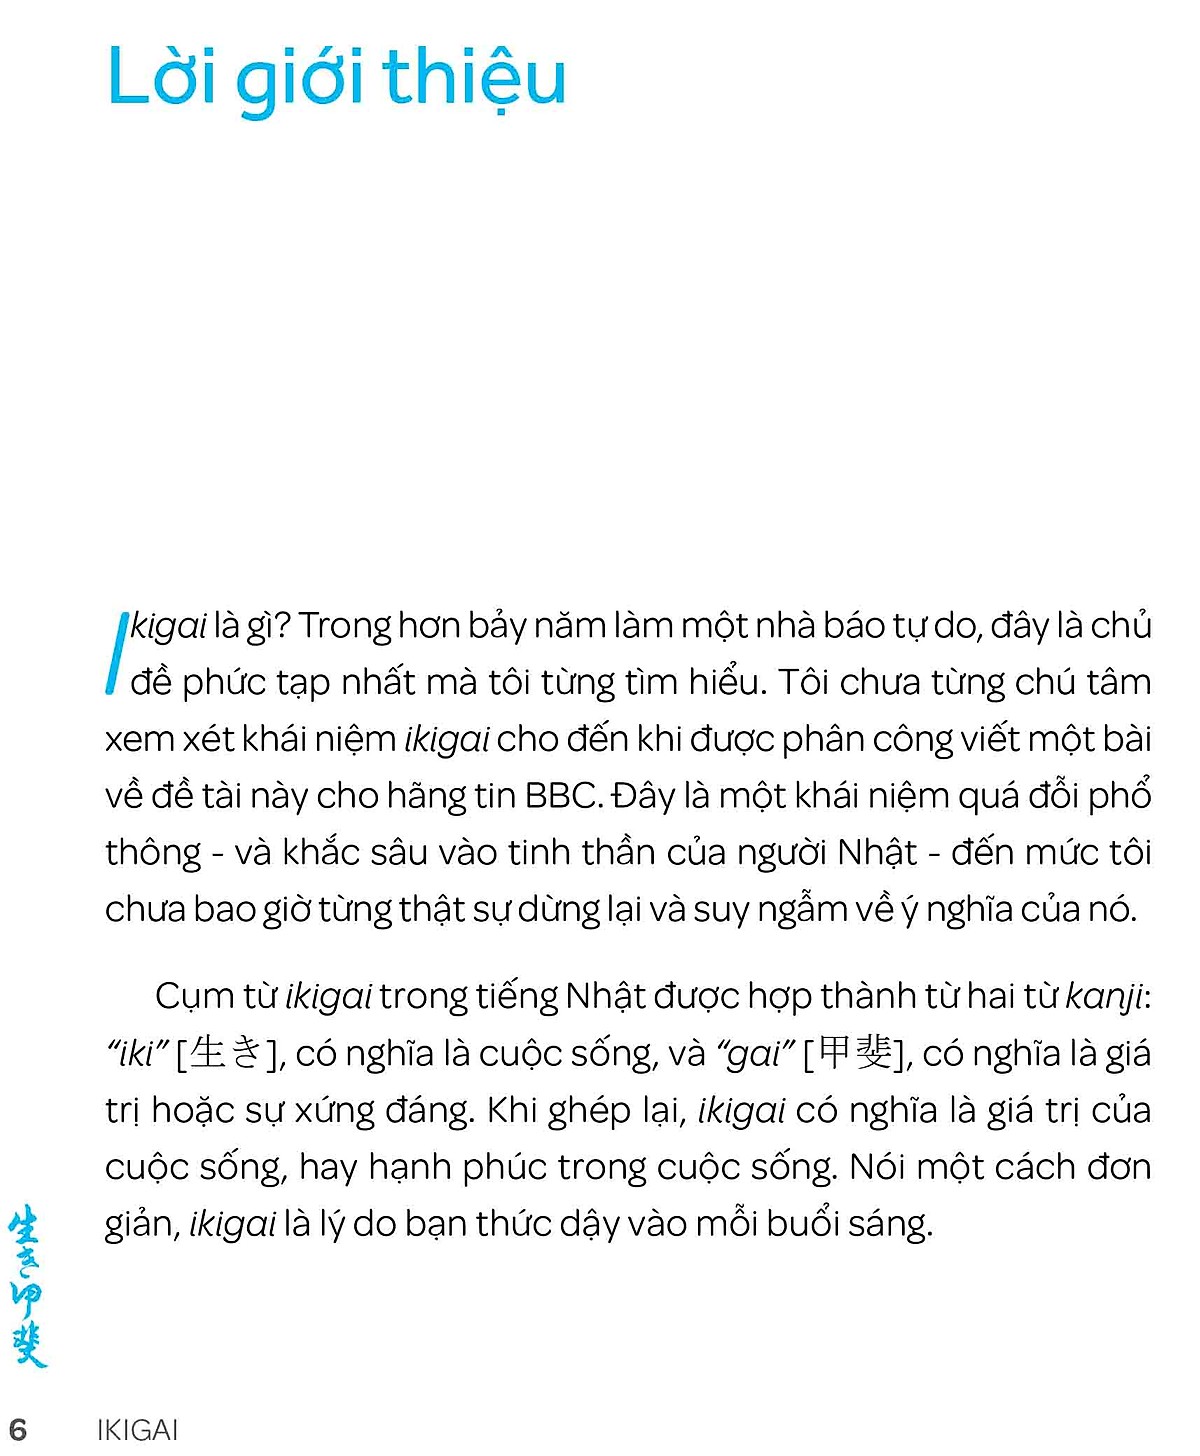 Lời giới thiệu
Ikigai là gì? Trong hơn bảy năm làm một nhà báo tự do, đây là chủ
đề phức tạp nhất mà tôi từng tìm hiểu. Tôi chưa từng chú tâm
xem xét khái niệm ikigai cho đến khi được phân công viết một bài
về đề tài này cho hãng tin BBC. Đây là một khái niệm quá đỗi phổ
thông - và khắc sâu vào tinh thần của người Nhật - đến mức tôi
chưa bao giờ từng thật sự dừng lại và suy ngẫm về ý nghĩa của nó.
Cụm từ ikigai trong tiếng Nhật được hợp thành từ hai từ kanji:
“iki” [生き], có nghĩa là cuộc sống, và “gai” [甲斐], có nghĩa là giá
trị hoặc sự xứng đáng. Khi ghép lại, ikigai có nghĩa là giá trị của
cuộc sống, hay hạnh phúc trong cuộc sống. Nói một cách đơn
giản, ikigai là lý do bạn thức dậy vào mỗi buổi sáng.
生き甲斐
6 IKIGAI